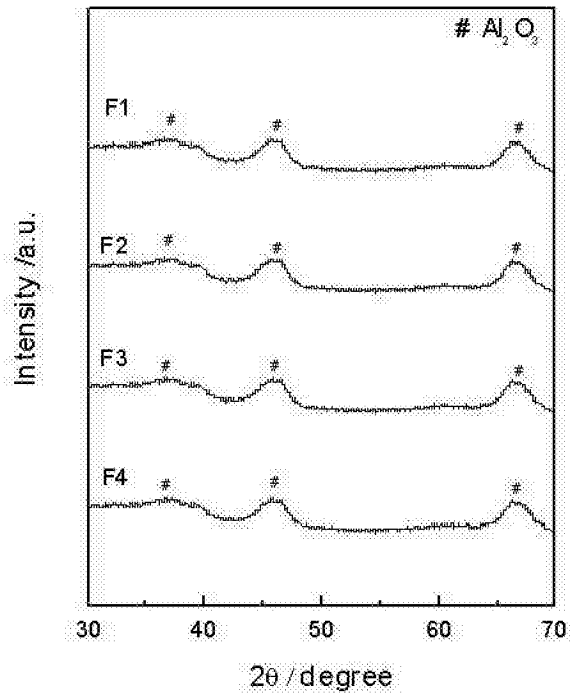 # Al₂O₃
F1
# # #
F2
# # #
F3
# # #
F4
# # #
Intensity /a.u.
30 40 50 60 70
2θ / degree